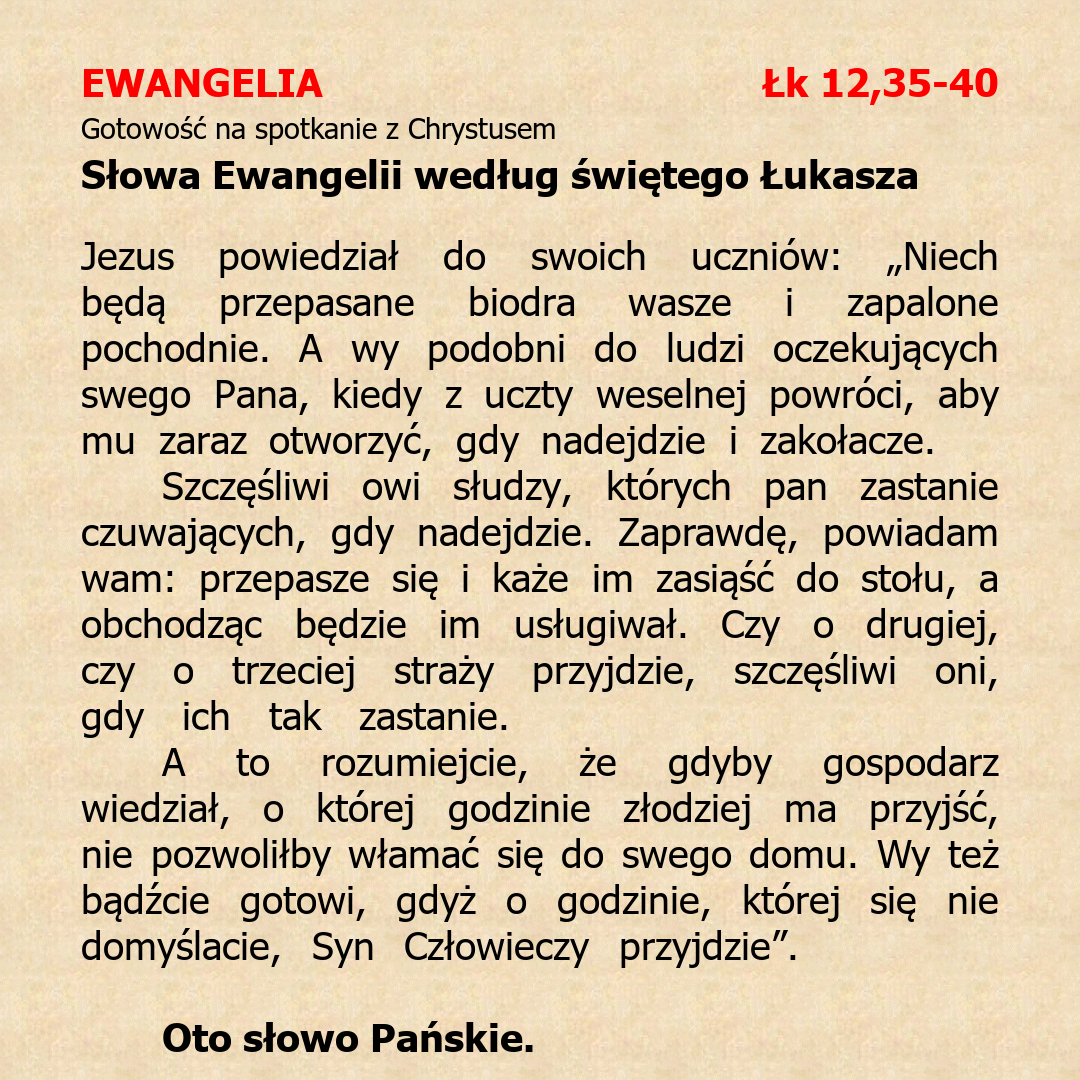 EWANGELIA Łk 12,35-40
Gotowość na spotkanie z Chrystusem
Słowa Ewangelii według świętego Łukasza
Jezus powiedział do swoich uczniów: „Niech
będą przepasane biodra wasze i zapalone
pochodnie. A wy podobni do ludzi oczekujących
swego Pana, kiedy z uczty weselnej powróci, aby
mu zaraz otworzyć, gdy nadejdzie i zakołacze.
Szczęśliwi owi słudzy, których pan zastanie
czuwających, gdy nadejdzie. Zaprawdę, powiadam
wam: przepasze się i każe im zasiąść do stołu, a
obchodząc będzie im usługiwał. Czy o drugiej,
czy o trzeciej straży przyjdzie, szczęśliwi oni,
gdy ich tak zastanie.
A to rozumiejcie, że gdyby gospodarz
wiedział, o której godzinie złodziej ma przyjść,
nie pozwoliłby włamać się do swego domu. Wy też
bądźcie gotowi, gdyż o godzinie, której się nie
domyślacie, Syn Człowieczy przyjdzie”.
Oto słowo Pańskie.